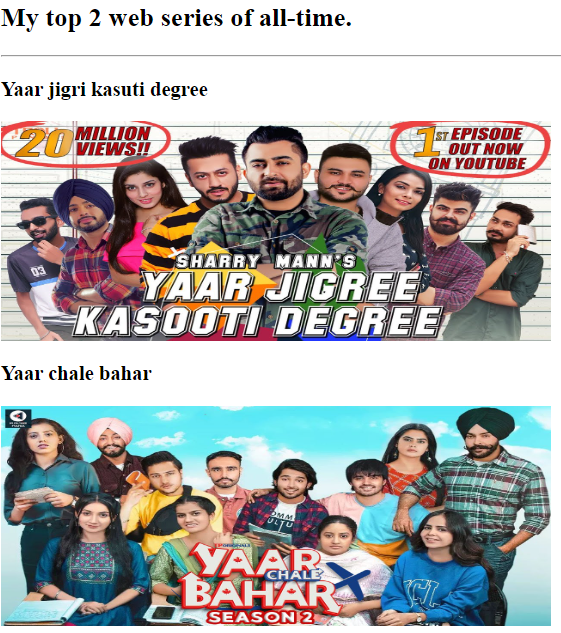 My top 2 web series of all-time.
Yaar jigri kasuti degree
20 MILLION
VIEWS!!
1ST EPISODE
OUT NOW
ON YOUTUBE
03
SHARRY MANN'S
YAAR JIGREE
KASOOTI DEGREE
Yaar chale bahar
ORIGINALS
YAAR
CHALE
BAHAR
SEASON 2